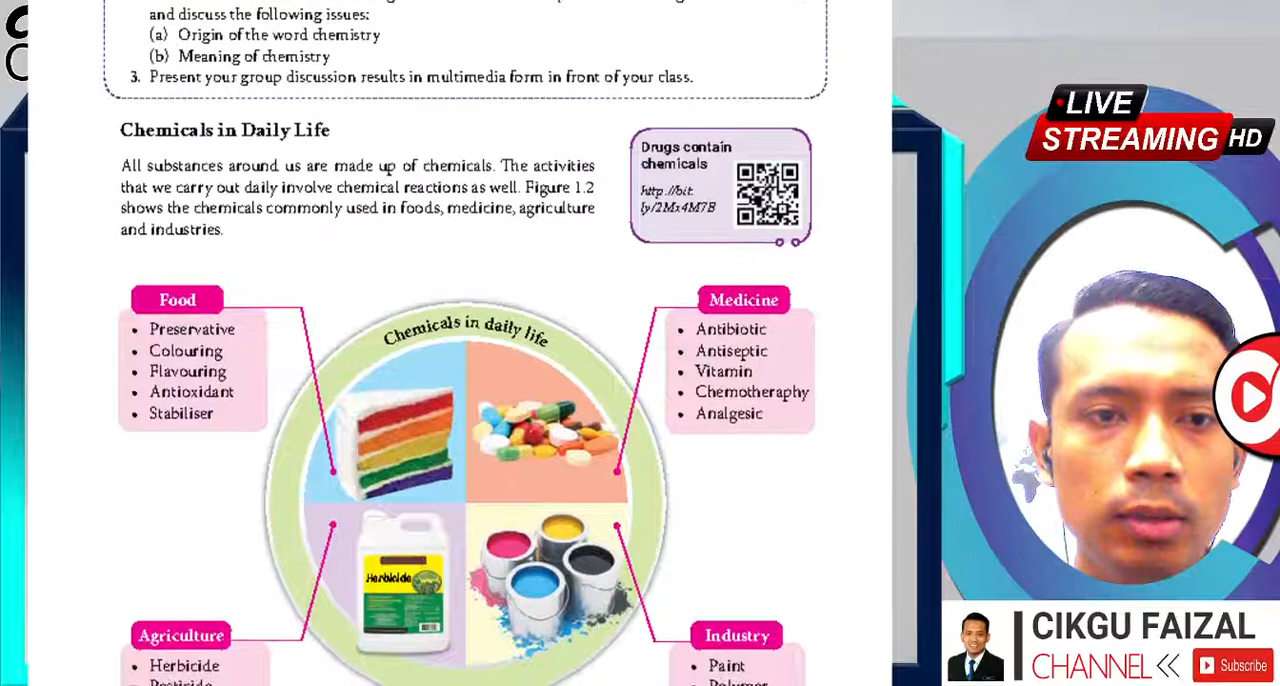 and discuss the following issues:
(a) Origin of the word chemistry
(b) Meaning of chemistry
3. Present your group discussion results in multimedia form in front of your class.
Chemicals in Daily Life
All substances around us are made up of chemicals. The activities
that we carry out daily involve chemical reactions as well. Figure 1.2
shows the chemicals commonly used in foods, medicine, agriculture
and industries.
Drugs contain
chemicals
http://bit.
ly/2Mx4M7B
Food
• Preservative
• Colouring
• Flavouring
• Antioxidant
• Stabiliser
Chemicals in daily life
Medicine
• Antibiotic
• Antiseptic
• Vitamin
• Chemotheraphy
• Analgesic
Herbicide
Agriculture
• Herbicide
• Pesticide
Industry
• Paint
• Polymer
LIVE
STREAMING HD
CIKGU FAIZAL
CHANNEL
Subscribe